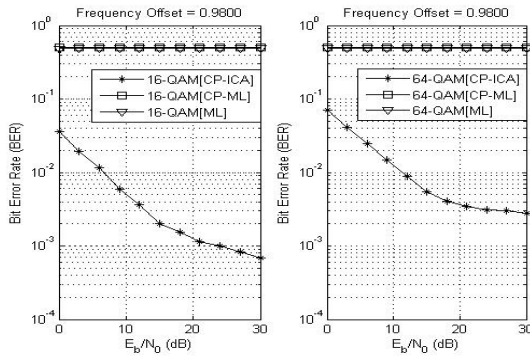 Frequency Offset = 0.9800
Bit Error Rate (BER)
10^0
10^-1
10^-2
10^-3
10^-4
16-QAM[CP-ICA]
16-QAM[CP-ML]
16-QAM[ML]
0 10 20 30
E_b/N_0 (dB)
Frequency Offset = 0.9800
Bit Error Rate (BER)
10^0
10^-1
10^-2
10^-3
10^-4
64-QAM[CP-ICA]
64-QAM[CP-ML]
64-QAM[ML]
0 10 20 30
E_b/N_0 (dB)